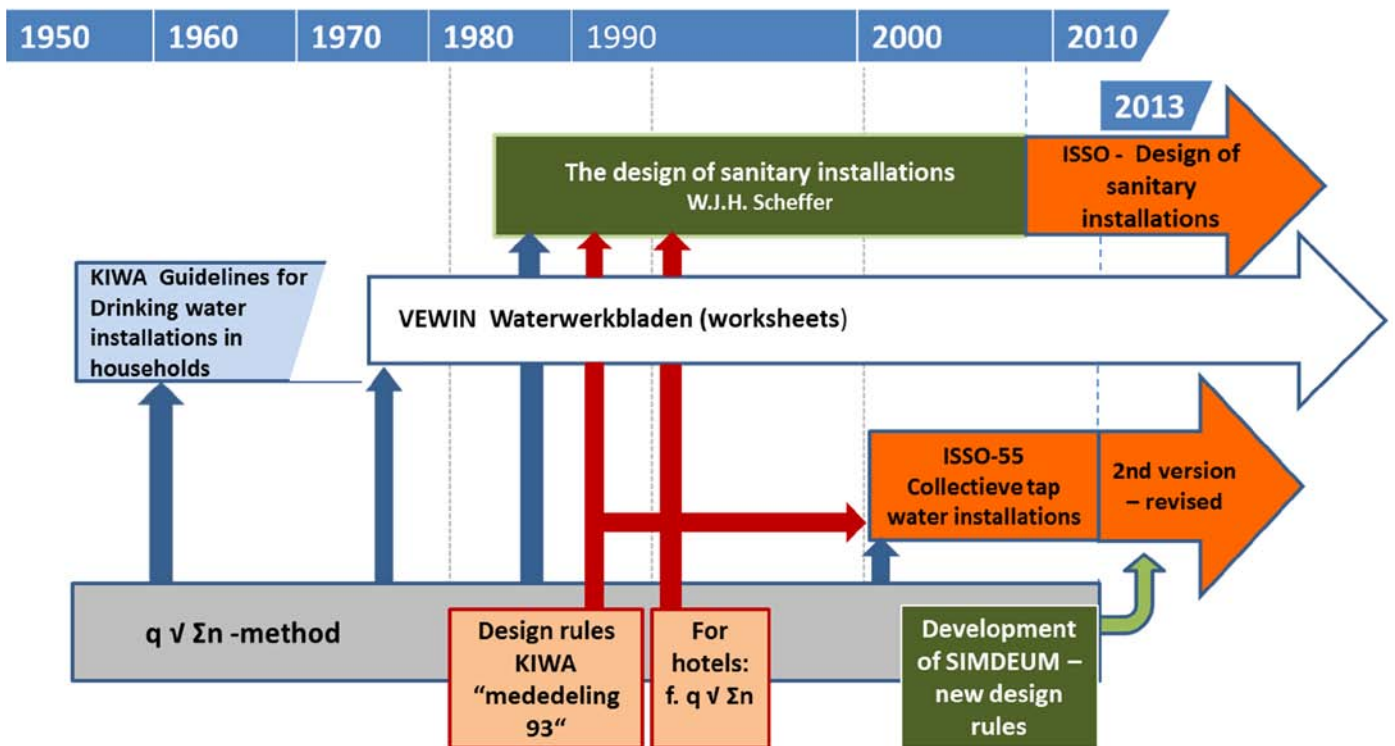 1950 1960 1970 1980 1990 2000 2010
2013
The design of sanitary installations
W.J.H. Scheffer
ISSO - Design of
sanitary
installations
KIWA Guidelines for
Drinking water
installations in
households
VEWIN Waterwerkbladen (worksheets)
ISSO-55
Collectieve tap
water installations
2nd version
– revised
q √ Σn -method
Design rules
KIWA
“mededeling
93“
For
hotels:
f. q √ Σn
Development
of SIMDEUM –
new design
rules